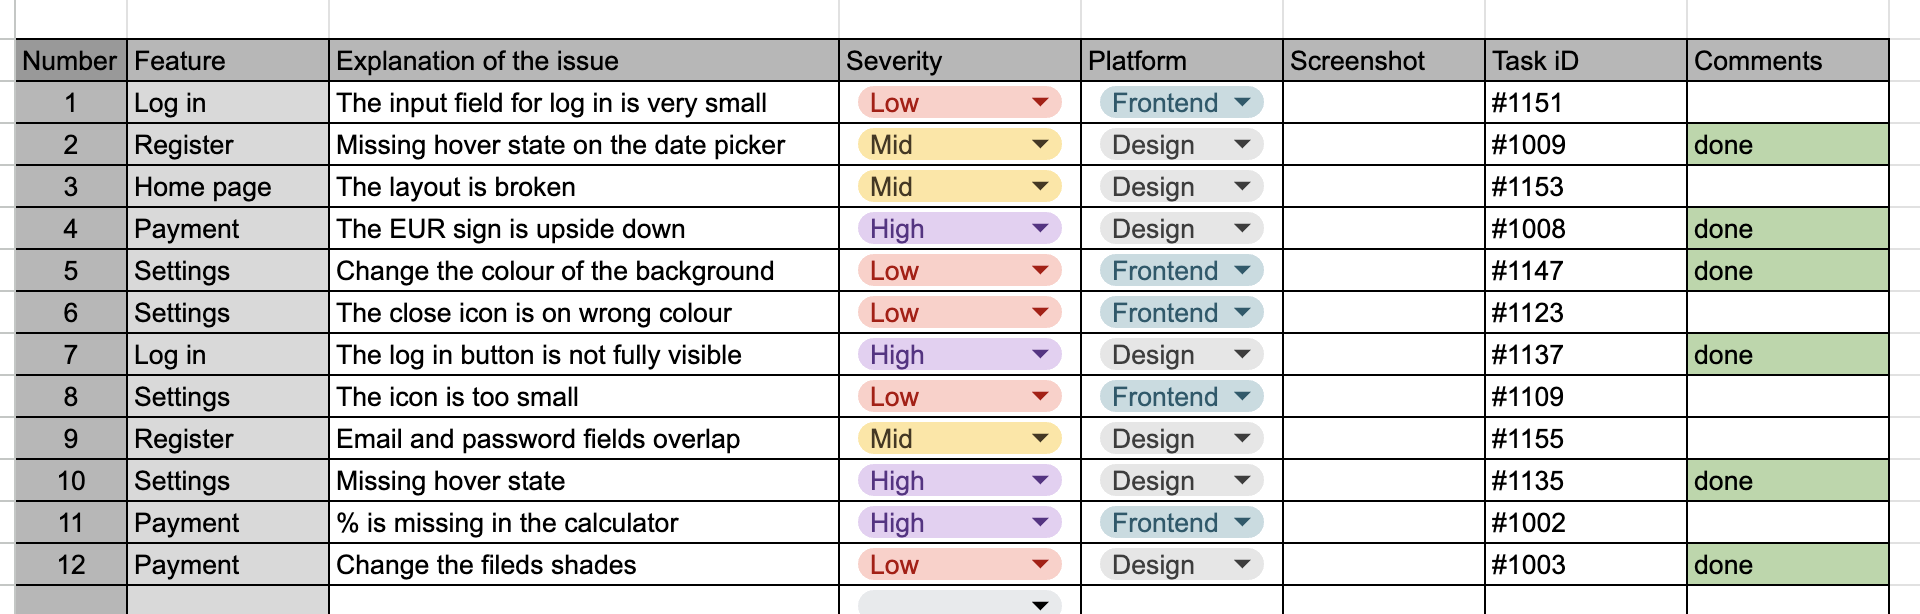 Number Feature Explanation of the issue Severity Platform Screenshot Task iD Comments
1 Log in The input field for log in is very small Low Frontend #1151
2 Register Missing hover state on the date picker Mid Design #1009 done
3 Home page The layout is broken Mid Design #1153
4 Payment The EUR sign is upside down High Design #1008 done
5 Settings Change the colour of the background Low Frontend #1147 done
6 Settings The close icon is on wrong colour Low Frontend #1123
7 Log in The log in button is not fully visible High Design #1137 done
8 Settings The icon is too small Low Frontend #1109
9 Register Email and password fields overlap Mid Design #1155
10 Settings Missing hover state High Design #1135 done
11 Payment % is missing in the calculator High Frontend #1002
12 Payment Change the fileds shades Low Design #1003 done